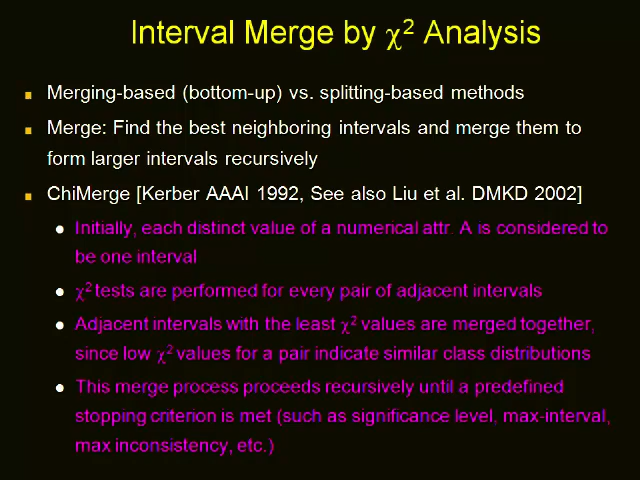 Interval Merge by χ² Analysis
Merging-based (bottom-up) vs. splitting-based methods
Merge: Find the best neighboring intervals and merge them to
form larger intervals recursively
ChiMerge [Kerber AAAI 1992, See also Liu et al. DMKD 2002]
Initially, each distinct value of a numerical attr. A is considered to
be one interval
χ² tests are performed for every pair of adjacent intervals
Adjacent intervals with the least χ² values are merged together,
since low χ² values for a pair indicate similar class distributions
This merge process proceeds recursively until a predefined
stopping criterion is met (such as significance level, max-interval,
max inconsistency, etc.)